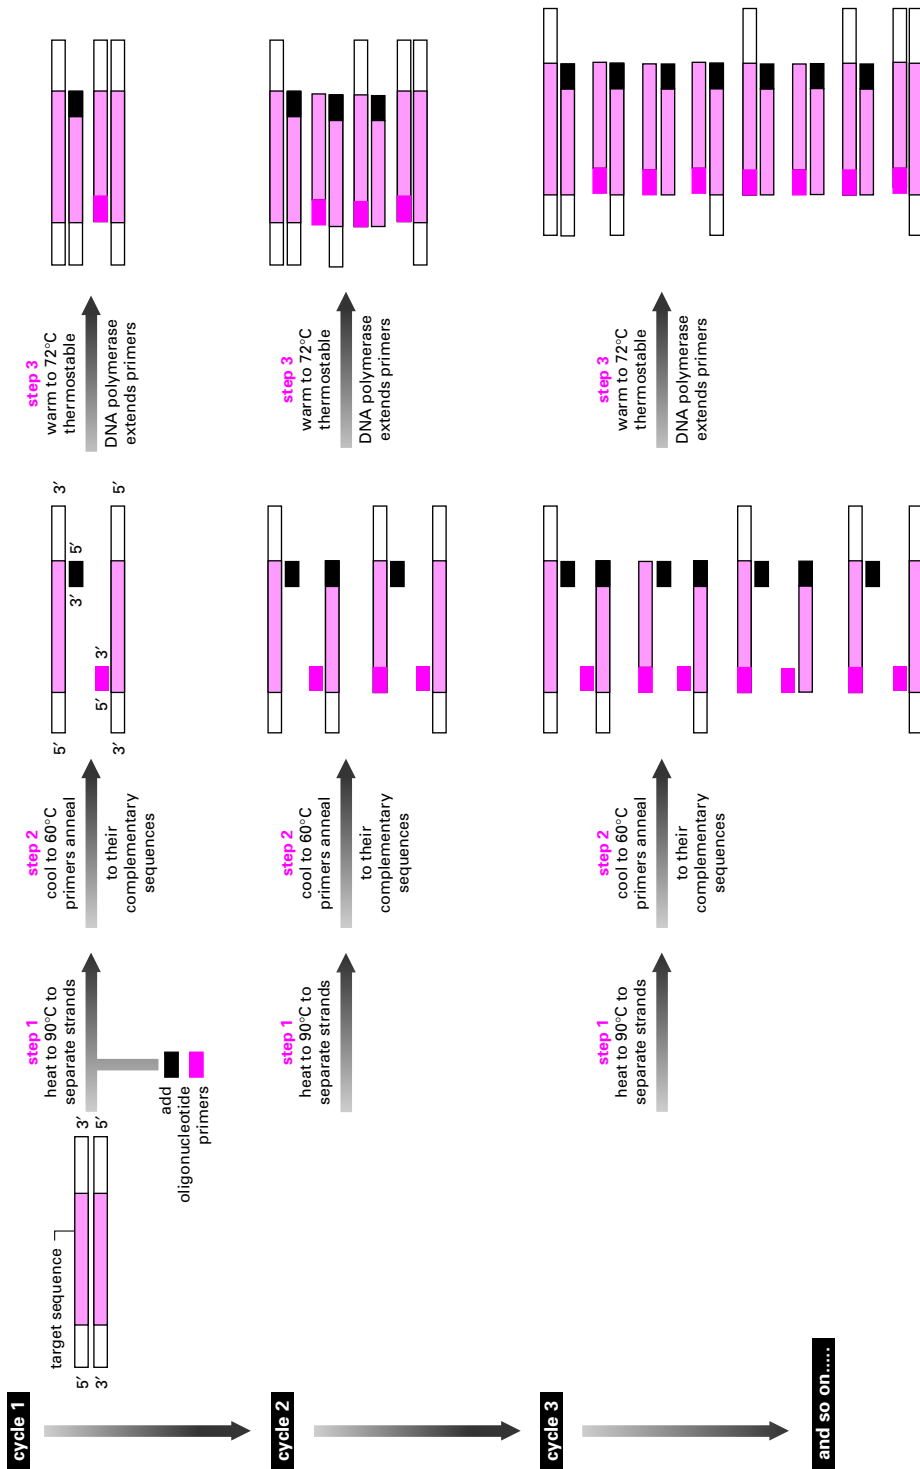 cycle 1
target sequence
5′
3′
3′
5′
step 1
heat to 90°C to
separate strands
add
oligonucleotide
primers
step 2
cool to 60°C
primers anneal
to their
complementary
sequences
5′
3′
3′
5′
5′
3′
3′
5′
step 3
warm to 72°C
thermostable
DNA polymerase
extends primers
cycle 2
step 1
heat to 90°C to
separate strands
step 2
cool to 60°C
primers anneal
to their
complementary
sequences
step 3
warm to 72°C
thermostable
DNA polymerase
extends primers
cycle 3
step 1
heat to 90°C to
separate strands
step 2
cool to 60°C
primers anneal
to their
complementary
sequences
step 3
warm to 72°C
thermostable
DNA polymerase
extends primers
and so on.....